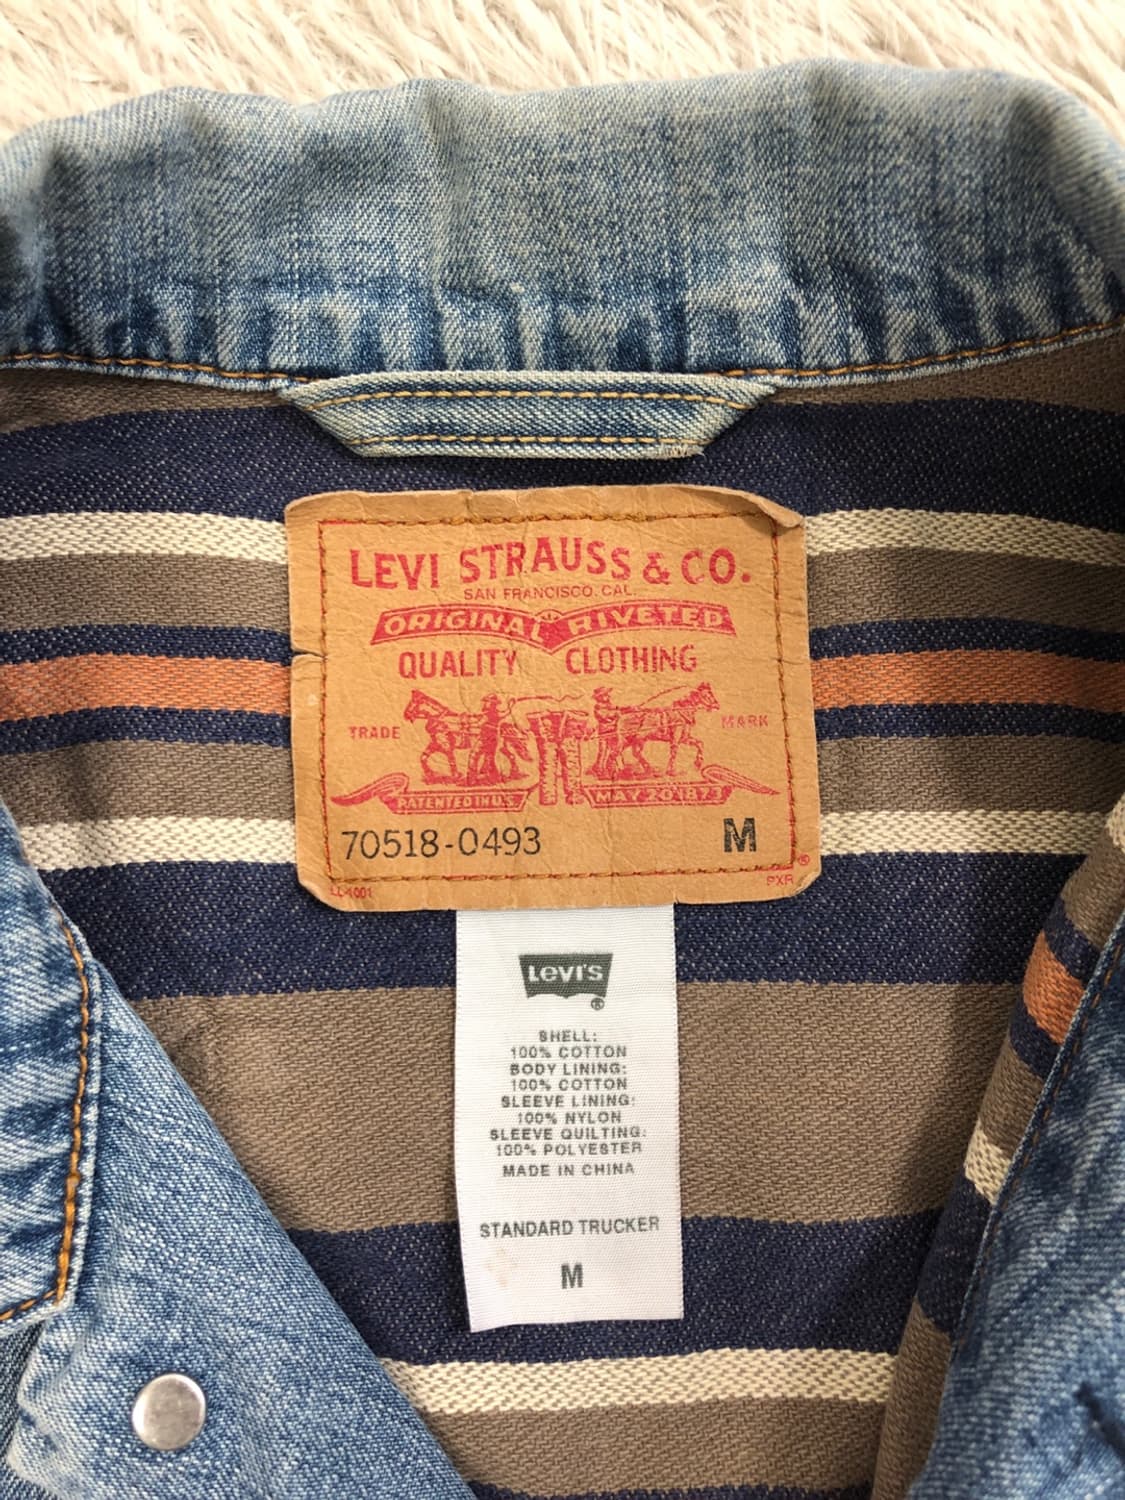 LEVI STRAUSS & CO.
SAN FRANCISCO. CAL.
ORIGINAL RIVETED
QUALITY CLOTHING
TRADE MARK
PATENTED IN U.S. MAY 20 1873
70518-0493 M
®
LL-1001 PXR
LEVI'S
®
SHELL:
100% COTTON
BODY LINING:
100% COTTON
SLEEVE LINING:
100% NYLON
SLEEVE QUILTING:
100% POLYESTER
MADE IN CHINA
STANDARD TRUCKER
M